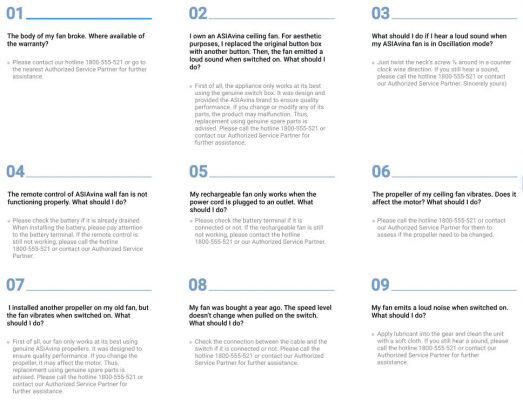 01
The body of my fan broke. Where available of
the warranty?
» Please contact our hotline 1800-555-521 or go to
the nearest Authorized Service Partner for further
assistance.
02
I own an ASIAvina ceiling fan. For aesthetic
purposes, I replaced the original button box
with another button. Then, the fan emitted a
loud sound when switched on. What should I
do?
» First of all, the appliance only works at its best
using the genuine switch box. It was design and
provided the ASIAvina brand to ensure quality
performance. If you change or modify any of its
parts, the product may malfunction. Thus,
replacement using genuine spare parts is
advised. Please call the hotline 1800-555-521 or
contact our Authorized Service Partner for
further assistance.
03
What should I do if I hear a loud sound when
my ASIAvina fan is in Oscillation mode?
» Just twist the neck's screw ½ around in a counter
clock wise direction. If you still hear a sound,
please call the hotline 1800-555-521 or contact
our Authorized Service Partner for further
assistance. Sincerely yours)
04
The remote control of ASIAvina wall fan is not
functioning properly. What should I do?
» Please check the battery if it is already drained.
When installing the battery, please pay attention
to the battery terminal. If the remote control is
still not working, please call the hotline
1800-555-521 or contact our Authorized Service
Partner.
05
My rechargeable fan only works when the
power cord is plugged to an outlet. What
should I do?
» Please check the battery terminal if it is
connected or not. If the rechargeable fan is still
not working, please contact the hotline
1800-555-521 or our Authorized Service Partner.
06
The propeller of my ceiling fan vibrates. Does it
affect the motor? What should I do?
» Please call the hotline 1800-555-521 or contact
our Authorized Service Partner for them to
assess if the propeller need to be changed.
07
I installed another propeller on my old fan, but
the fan vibrates when switched on. What
should I do?
» First of all, our fan only works at its best using
genuine ASIAvina propellers. It was designed to
ensure quality performance. If you change the
propeller, it may affect the motor. Thus,
replacement using genuine spare parts is
advised. Please call the hotline 1800-555-521 or
contact our Authorized Service Partner for
further assistance.
08
My fan was bought a year ago. The speed level
doesn't change when pulled on the switch.
What should I do?
» Check the connection between the cable and the
switch if it is connected or not. Please call the
hotline 1800-555-521 or contact our Authorized
Service Partner for further assistance.
09
My fan emits a loud noise when switched on.
What should I do?
» Apply lubricant into the gear and clean the unit
with a soft cloth. If you still hear a sound, please
call the hotline 1800-555-521 or contact our
Authorized Service Partner for further
assistance.